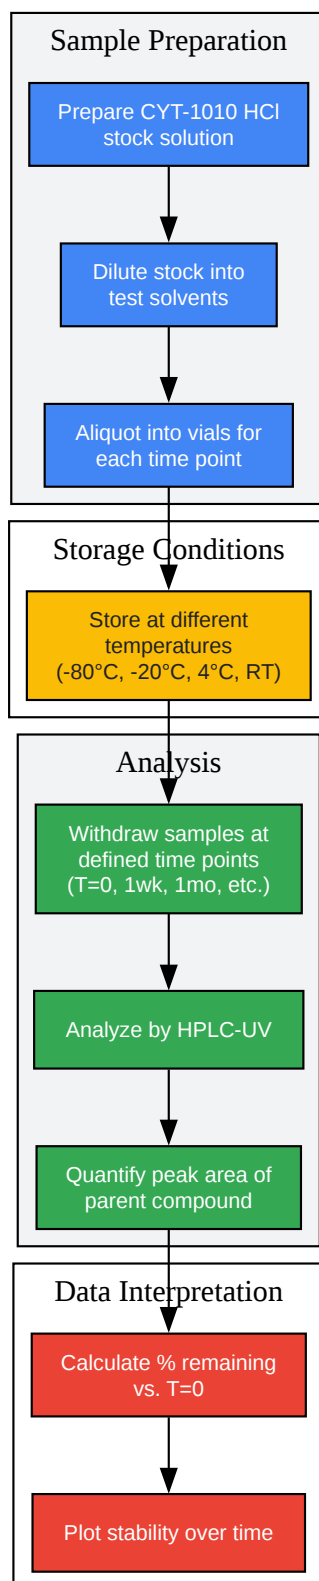 Sample Preparation
Prepare CYT-1010 HCl
stock solution
Dilute stock into
test solvents
Aliquot into vials for
each time point
Storage Conditions
Store at different
temperatures
(-80°C, -20°C, 4°C, RT)
Analysis
Withdraw samples at
defined time points
(T=0, 1wk, 1mo, etc.)
Analyze by HPLC-UV
Quantify peak area of
parent compound
Data Interpretation
Calculate % remaining
vs. T=0
Plot stability over time